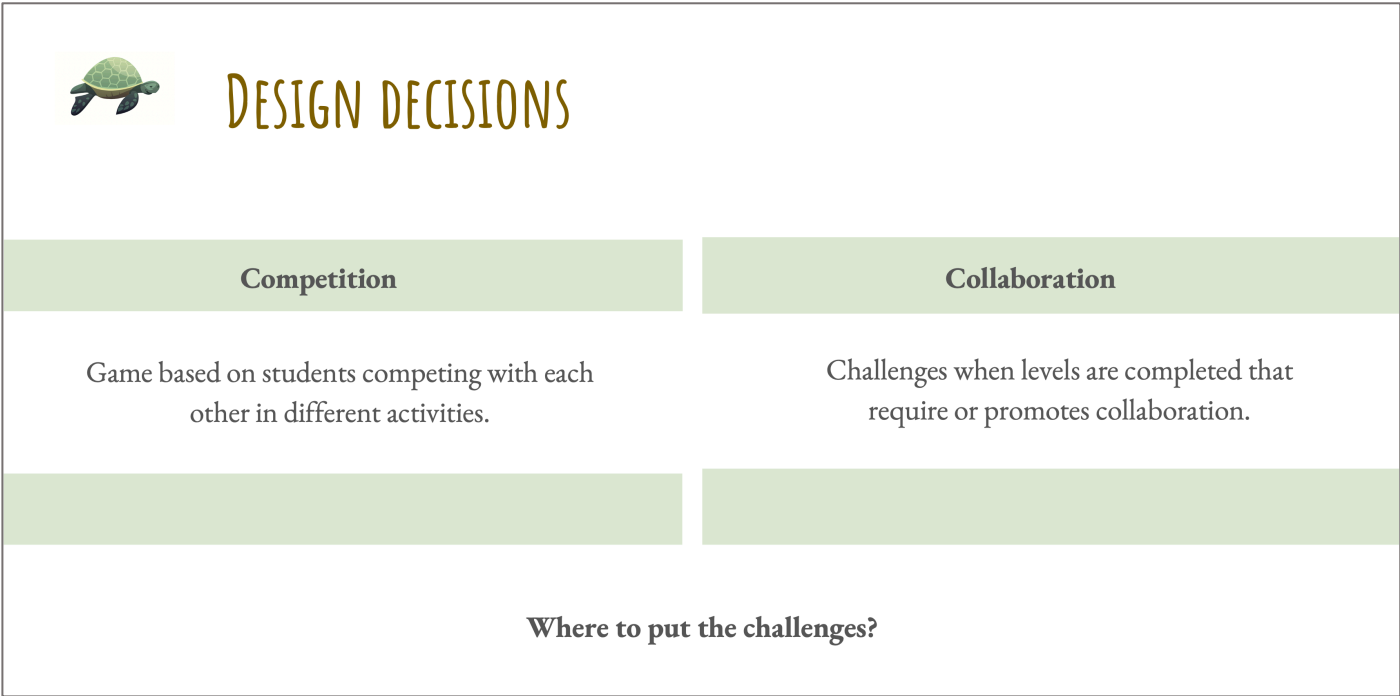 Design decisions
Competition
Game based on students competing with each
other in different activities.
Collaboration
Challenges when levels are completed that
require or promotes collaboration.
Where to put the challenges?